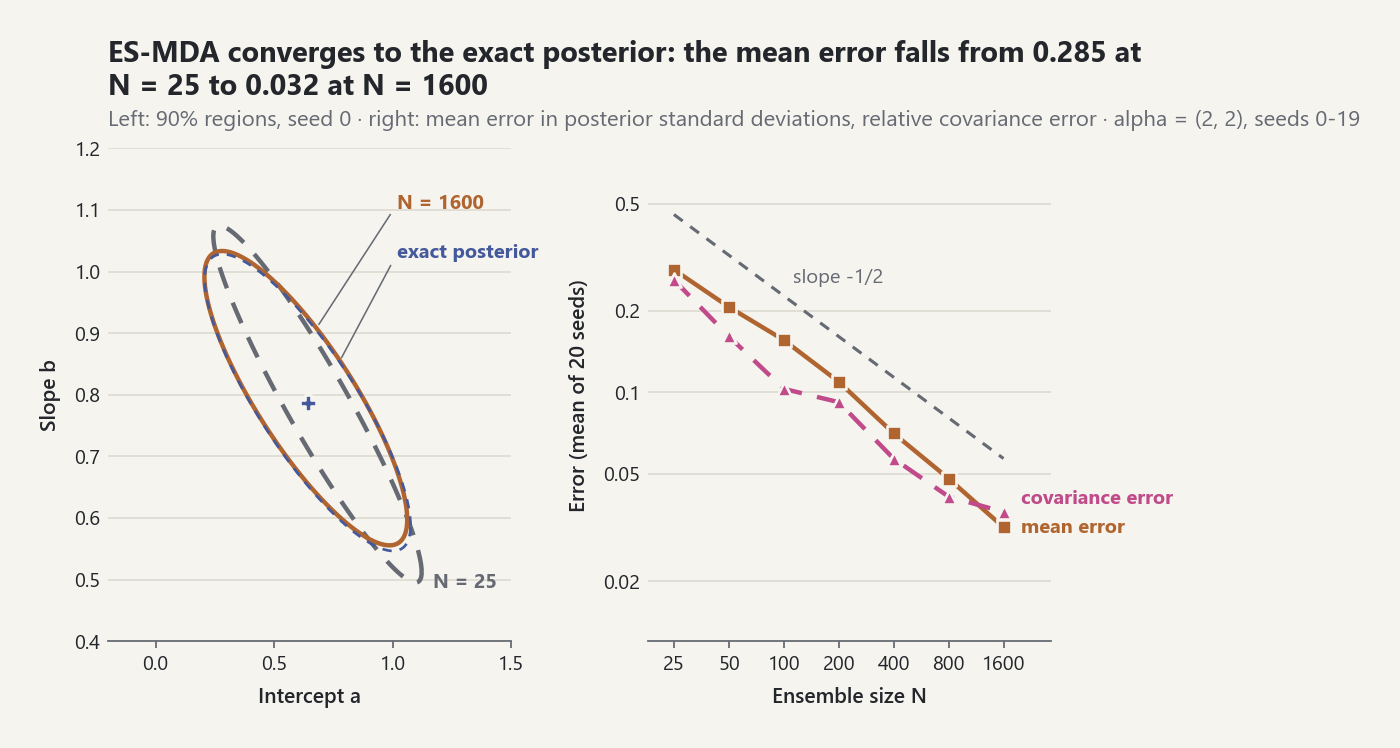 ES-MDA converges to the exact posterior: the mean error falls from 0.285 at
N = 25 to 0.032 at N = 1600
Left: 90% regions, seed 0 · right: mean error in posterior standard deviations, relative covariance error · alpha = (2, 2), seeds 0-19
Slope b
1.2
1.1
1.0
0.9
0.8
0.7
0.6
0.5
0.4
N = 1600
exact posterior
N = 25
0.0 0.5 1.0 1.5
Intercept a
Error (mean of 20 seeds)
0.5
0.2
0.1
0.05
0.02
slope -1/2
covariance error
mean error
25 50 100 200 400 800 1600
Ensemble size N